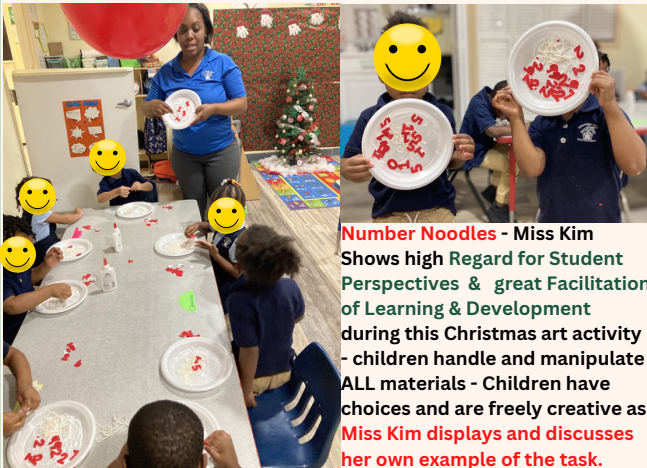 Number Noodles - Miss Kim
Shows high Regard for Student
Perspectives & great Facilitation
of Learning & Development
during this Christmas art activity
- children handle and manipulate
ALL materials - Children have
choices and are freely creative as
Miss Kim displays and discusses
her own example of the task.